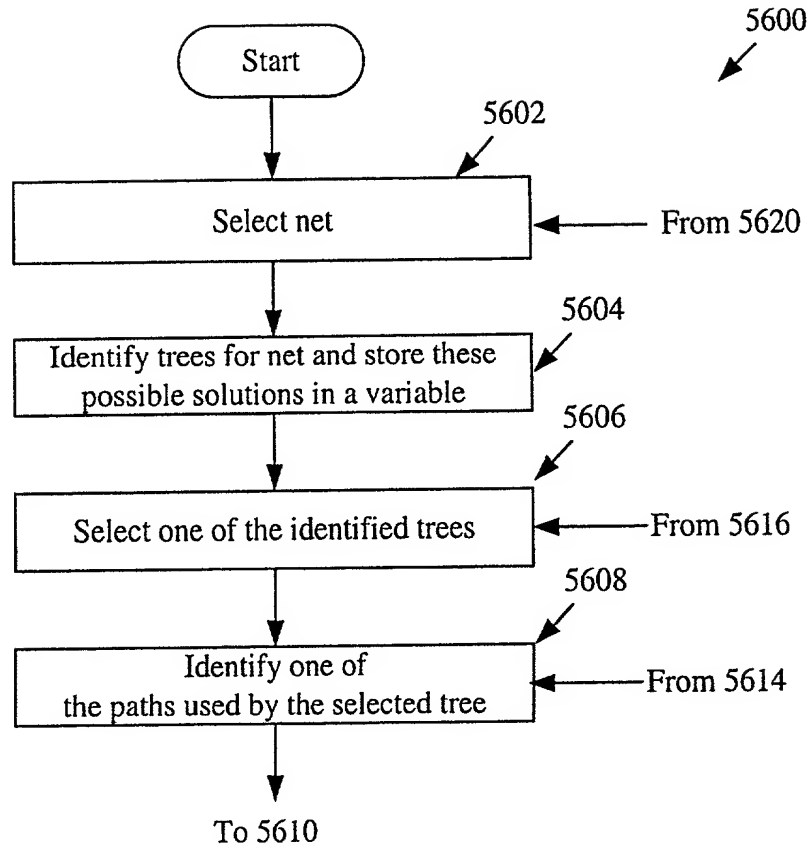 5600
Start
5602
Select net
From 5620
5604
Identify trees for net and store these
possible solutions in a variable
5606
Select one of the identified trees
From 5616
5608
Identify one of
the paths used by the selected tree
From 5614
To 5610